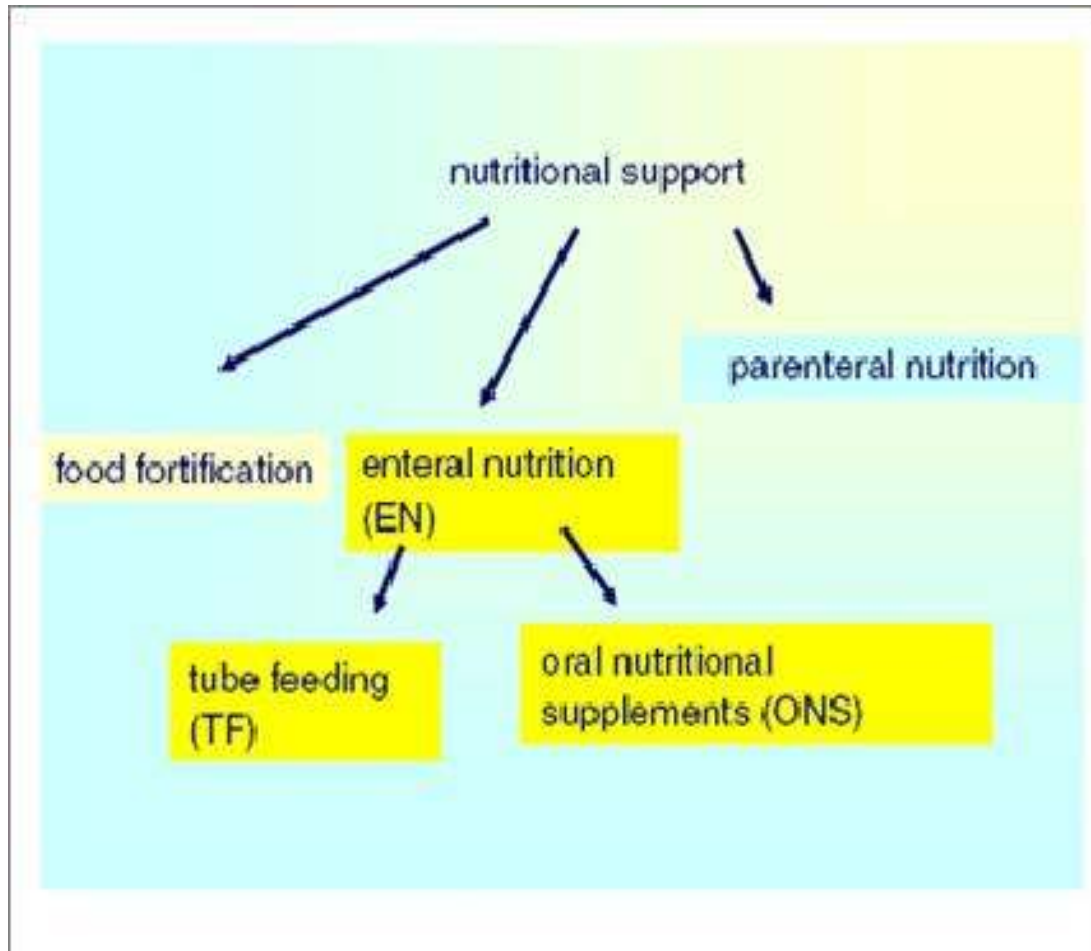 nutritional support
parenteral nutrition
food fortification
enteral nutrition
(EN)
tube feeding
(TF)
oral nutritional
supplements (ONS)